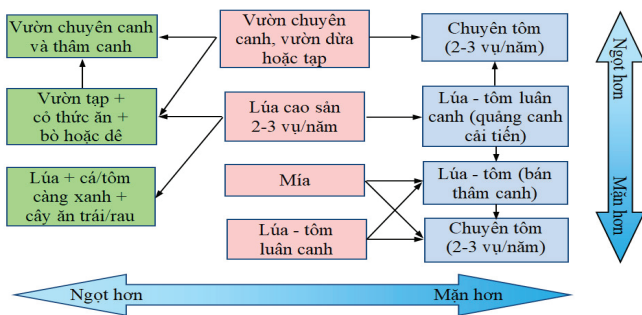 Vườn chuyên canh
và thâm canh
Vườn tạp +
cỏ thức ăn +
bò hoặc dê
Lúa + cá/tôm
càng xanh +
cây ăn trái/rau
Vườn chuyên
canh, vườn dừa
hoặc tạp
Lúa cao sản
2-3 vụ/năm
Mía
Lúa - tôm
luân canh
Chuyên tôm
(2-3 vụ/năm)
Lúa - tôm luân
canh (quảng canh
cải tiến)
Lúa - tôm (bán
thâm canh)
Chuyên tôm
(2-3 vụ/năm)
Ngọt hơn
Mặn hơn
Ngọt hơn
Mặn hơn